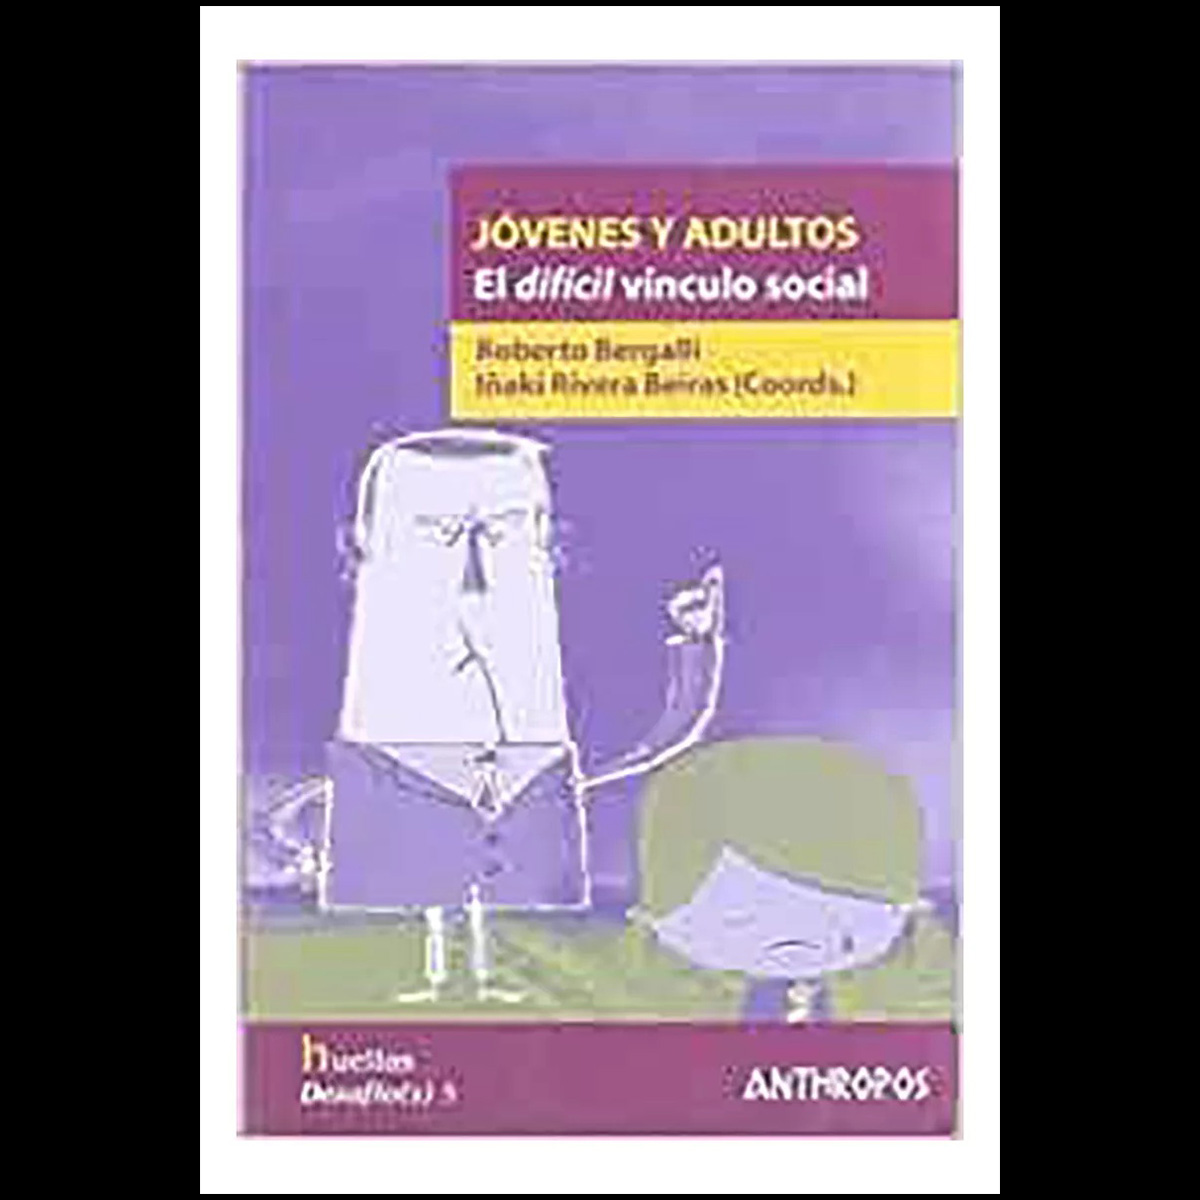 JÓVENES Y ADULTOS
El difícil vínculo social
Roberto Bergalli
Iñaki Rivera Beiras (Coords.)
huellas
Desafío(s) 5
ANTHROPOS